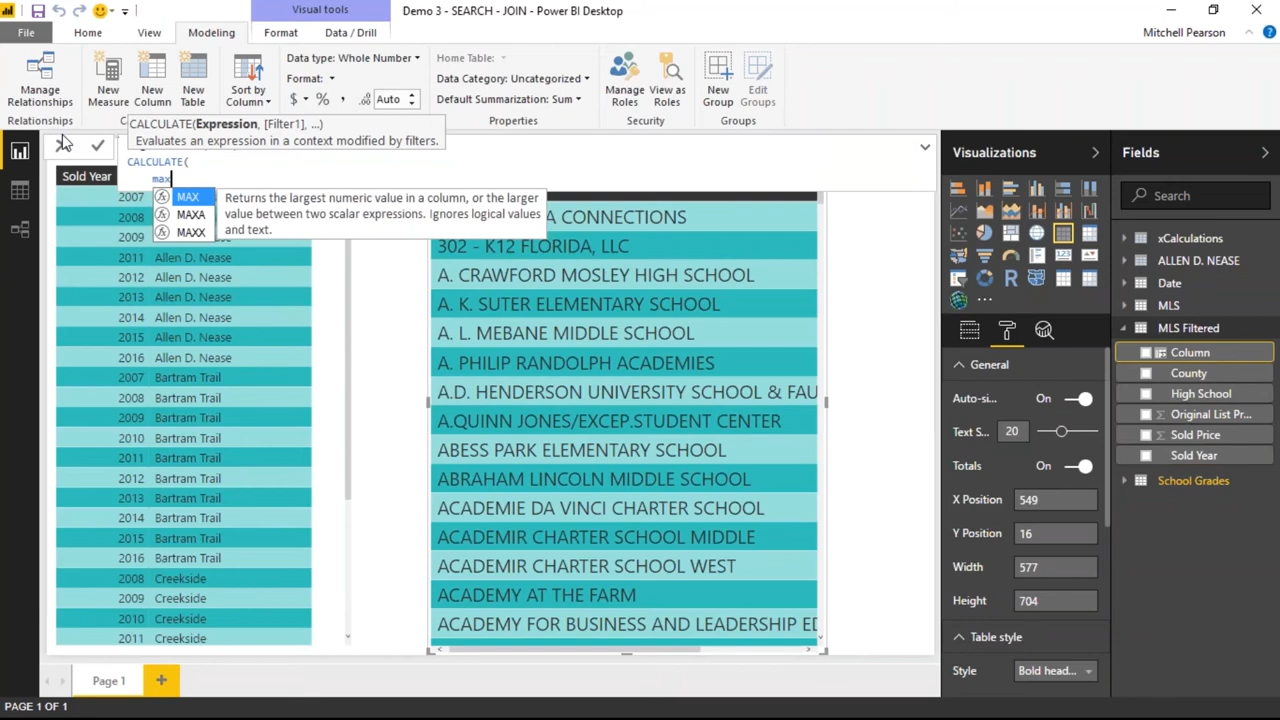 Visual tools
Demo 3 - SEARCH - JOIN - Power BI Desktop
File
Home
View
Modeling
Format
Data / Drill
Mitchell Pearson
Manage Relationships
New Measure
New Column
New Table
Sort by Column
Data type: Whole Number
Format:
$ % , .00 Auto
Home Table:
Data Category: Uncategorized
Default Summarization: Sum
Manage Roles
View as Roles
New Group
Edit Groups
Relationships
Properties
Security
Groups
CALCULATE(Expression, [Filter1], ...)
Evaluates an expression in a context modified by filters.
CALCULATE(
max
MAX
MAXA
MAXX
Returns the largest numeric value in a column, or the larger
value between two scalar expressions. Ignores logical values
and text.
Sold Year
2007
2008
2009
2011 Allen D. Nease
2012 Allen D. Nease
2013 Allen D. Nease
2014 Allen D. Nease
2015 Allen D. Nease
2016 Allen D. Nease
2007 Bartram Trail
2008 Bartram Trail
2009 Bartram Trail
2010 Bartram Trail
2011 Bartram Trail
2012 Bartram Trail
2013 Bartram Trail
2014 Bartram Trail
2015 Bartram Trail
2016 Bartram Trail
2008 Creekside
2009 Creekside
2010 Creekside
2011 Creekside
A CONNECTIONS
302 - K12 FLORIDA, LLC
A. CRAWFORD MOSLEY HIGH SCHOOL
A. K. SUTER ELEMENTARY SCHOOL
A. L. MEBANE MIDDLE SCHOOL
A. PHILIP RANDOLPH ACADEMIES
A.D. HENDERSON UNIVERSITY SCHOOL & FAU
A.QUINN JONES/EXCEP.STUDENT CENTER
ABESS PARK ELEMENTARY SCHOOL
ABRAHAM LINCOLN MIDDLE SCHOOL
ACADEMIE DA VINCI CHARTER SCHOOL
ACADEMIR CHARTER SCHOOL MIDDLE
ACADEMIR CHARTER SCHOOL WEST
ACADEMY AT THE FARM
ACADEMY FOR BUSINESS AND LEADERSHIP ED
Visualizations
R
...
General
Auto-si... On
Text S... 20
Totals On
X Position 549
Y Position 16
Width 577
Height 704
Table style
Style Bold head...
Fields
Search
xCalculations
ALLEN D. NEASE
Date
MLS
MLS Filtered
Column
County
High School
Original List Pr...
Sold Price
Sold Year
School Grades
Page 1
PAGE 1 OF 1